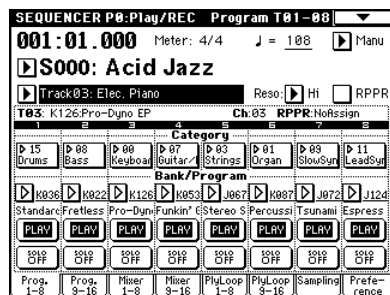 SEQUENCER P0:Play/REC Program T01-08
001:01.000 Meter: 4/4 ♩ = 108 Manu
S000: Acid Jazz
Track03: Elec. Piano Reso: Hi RPPR
T03: K126:Pro-Dyno EP Ch:03 RPPR:NoAssign
1 2 3 4 5 6 7 8
Category
15 08 00 07 03 01 09 11
Drums Bass Keyboar Guitar/ Strings Organ SlowSyn LeadSyn
Bank/Program
K036 K022 K126 K053 J067 K087 J072 J124
Standarc Fretless Pro-Dyn Funkin' Stereo S Percussi Tsunami Espress
PLAY PLAY PLAY PLAY PLAY PLAY PLAY PLAY
SOLO OFF SOLO OFF SOLO OFF SOLO OFF SOLO OFF SOLO OFF SOLO OFF SOLO OFF
Prog. 1-8 Prog. 9-16 Mixer 1-8 Mixer 9-16 PlyLoop 1-8 PlyLoop 9-16 Sampling Prefe- rence